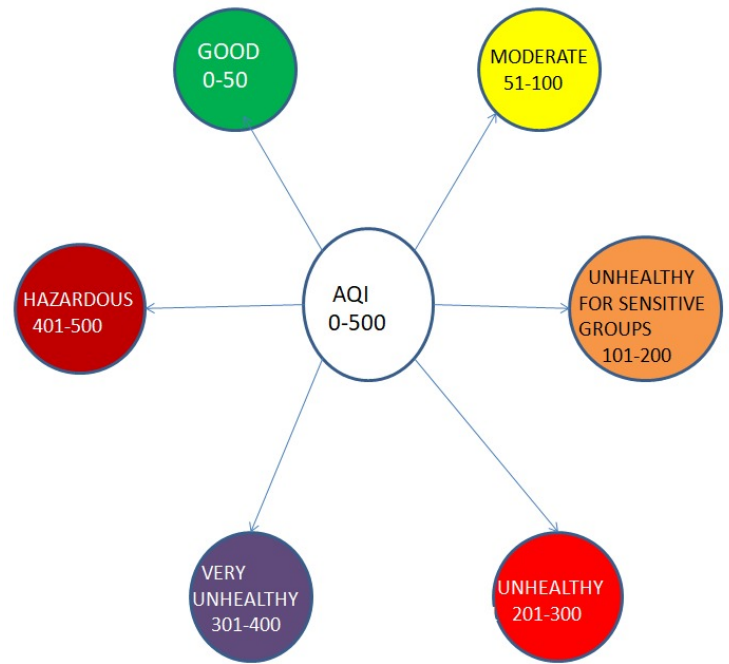 GOOD
0-50
MODERATE
51-100
HAZARDOUS
401-500
AQI
0-500
UNHEALTHY
FOR SENSITIVE
GROUPS
101-200
VERY
UNHEALTHY
301-400
UNHEALTHY
201-300